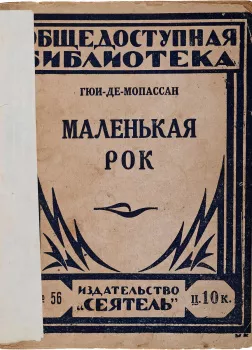 ОБЩЕДОСТУПНАЯ
БИБЛИОТЕКА
ГЮИ-ДЕ-МОПАССАН
МАЛЕНЬКАЯ
РОК
№ 56
ИЗДАТЕЛЬСТВО
„СЕЯТЕЛЬ“
ц. 10 к.